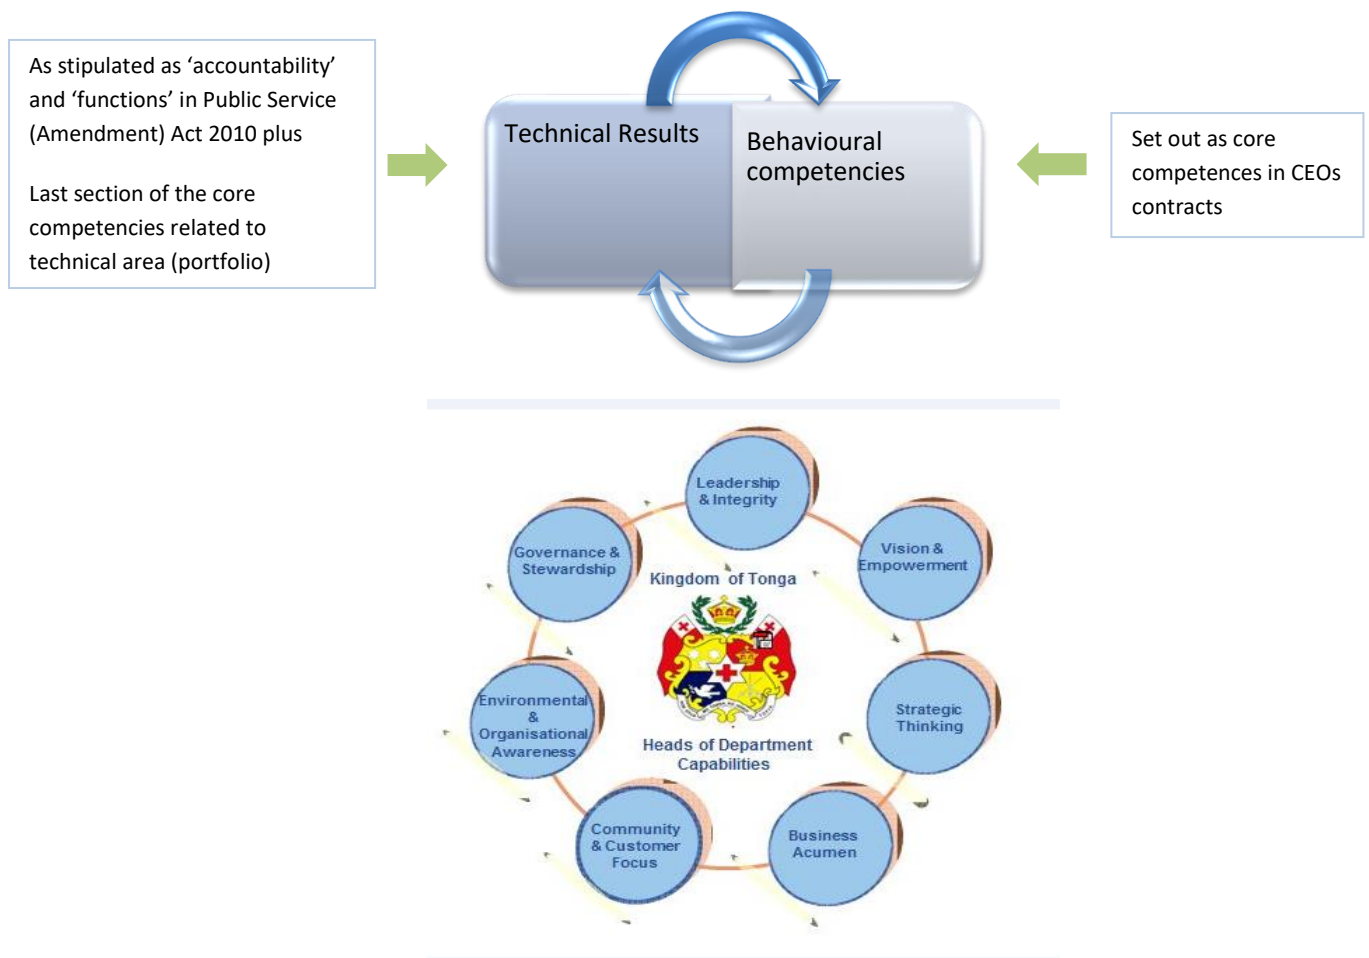 As stipulated as ‘accountability’
and ‘functions’ in Public Service
(Amendment) Act 2010 plus
Last section of the core
competencies related to
technical area (portfolio)
Technical Results
Behavioural
competencies
Set out as core
competences in CEOs
contracts
Leadership
& Integrity
Governance &
Stewardship
Vision &
Empowerment
Kingdom of Tonga
Environmental
&
Organisational
Awareness
Strategic
Thinking
Heads of Department
Capabilities
Community
& Customer
Focus
Business
Acumen